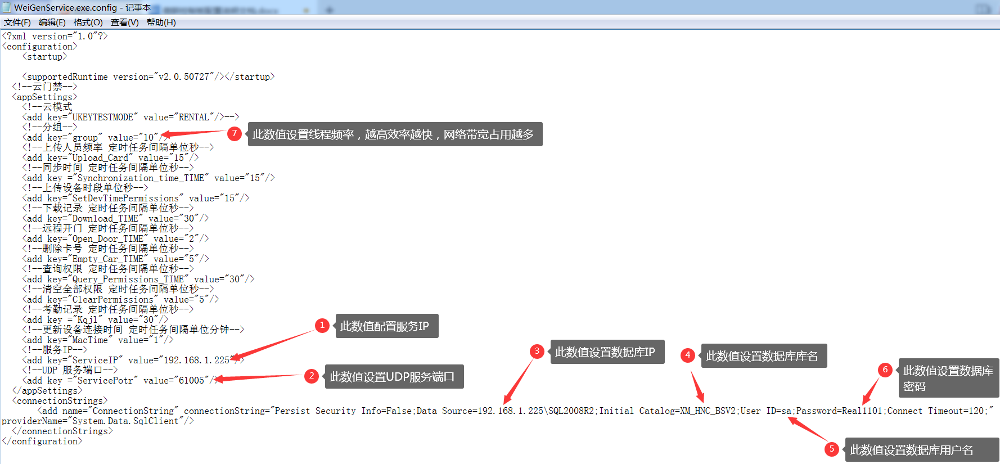 WeiGenService.exe.config - 记事本
文件(F) 编辑(E) 格式(O) 查看(V) 帮助(H)
<?xml version="1.0"?>
<configuration>
<startup>
<supportedRuntime version="v2.0.50727"/></startup>
<!--云门禁-->
<appSettings>
<!--云模式
<add key="UKEYTESTMODE" value="RENTAL"/>-->
<!--分组-->
<add key="group" value="10"/>
7 此数值设置线程频率，越高效率越快，网络带宽占用越多
<!--上传人员频率 定时任务间隔单位秒-->
<add key="Upload_Card" value="15"/>
<!--同步时间 定时任务间隔单位秒-->
<add key ="Synchronization_time_TIME" value="15"/>
<!--上传设备时段单位秒-->
<add key="SetDevTimePermissions" value="15"/>
<!--下载记录 定时任务间隔单位秒-->
<add key="Download_TIME" value="30"/>
<!--远程开门 定时任务间隔单位秒-->
<add key="Open_Door_TIME" value="2"/>
<!--删除卡号 定时任务间隔单位秒-->
<add key="Empty_Car_TIME" value="5"/>
<!--查询权限 定时任务间隔单位秒-->
<add key="Query_Permissions_TIME" value="30"/>
<!--清空全部权限 定时任务间隔单位秒-->
<add key="ClearPermissions" value="5"/>
<!--考勤记录 定时任务间隔单位秒-->
<add key ="Kqjl" value="30"/>
<!--更新设备连接时间 定时任务间隔单位分钟-->
1 此数值配置服务IP
<add key="MacTime" value="1"/>
<!--服务IP-->
3 此数值设置数据库IP
4 此数值设置数据库库名
<add key="ServiceIP" value="192.168.1.225"/>
<!--UDP 服务端口-->
<add key ="ServicePotr" value="61005"/>
2 此数值设置UDP服务端口
6 此数值设置数据库
密码
</appSettings>
<connectionStrings>
<add name="ConnectionString" connectionString="Persist Security Info=False;Data Source=192.168.1.225\SQL2008R2;Initial Catalog=XM_HNC_BSV2;User ID=sa;Password=Real1101;Connect Timeout=120;"
providerName="System.Data.SqlClient"/>
</connectionStrings>
</configuration>
5 此数值设置数据库用户名